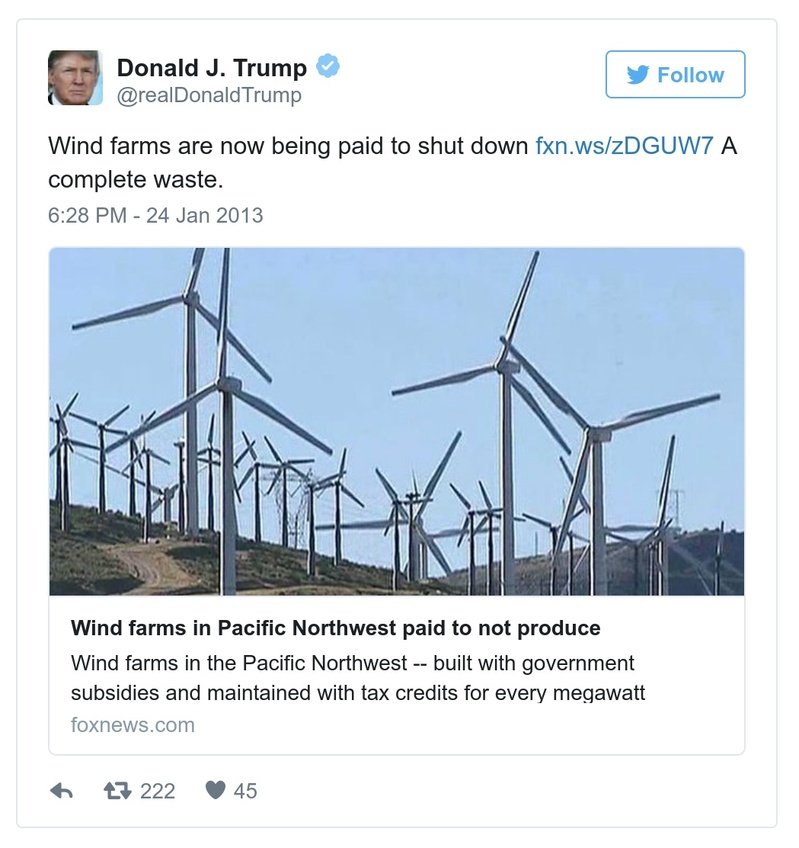 Donald J. Trump
@realDonaldTrump
Follow
Wind farms are now being paid to shut down fxn.ws/zDGUW7 A
complete waste.
6:28 PM - 24 Jan 2013
Wind farms in Pacific Northwest paid to not produce
Wind farms in the Pacific Northwest -- built with government
subsidies and maintained with tax credits for every megawatt
foxnews.com
222
45